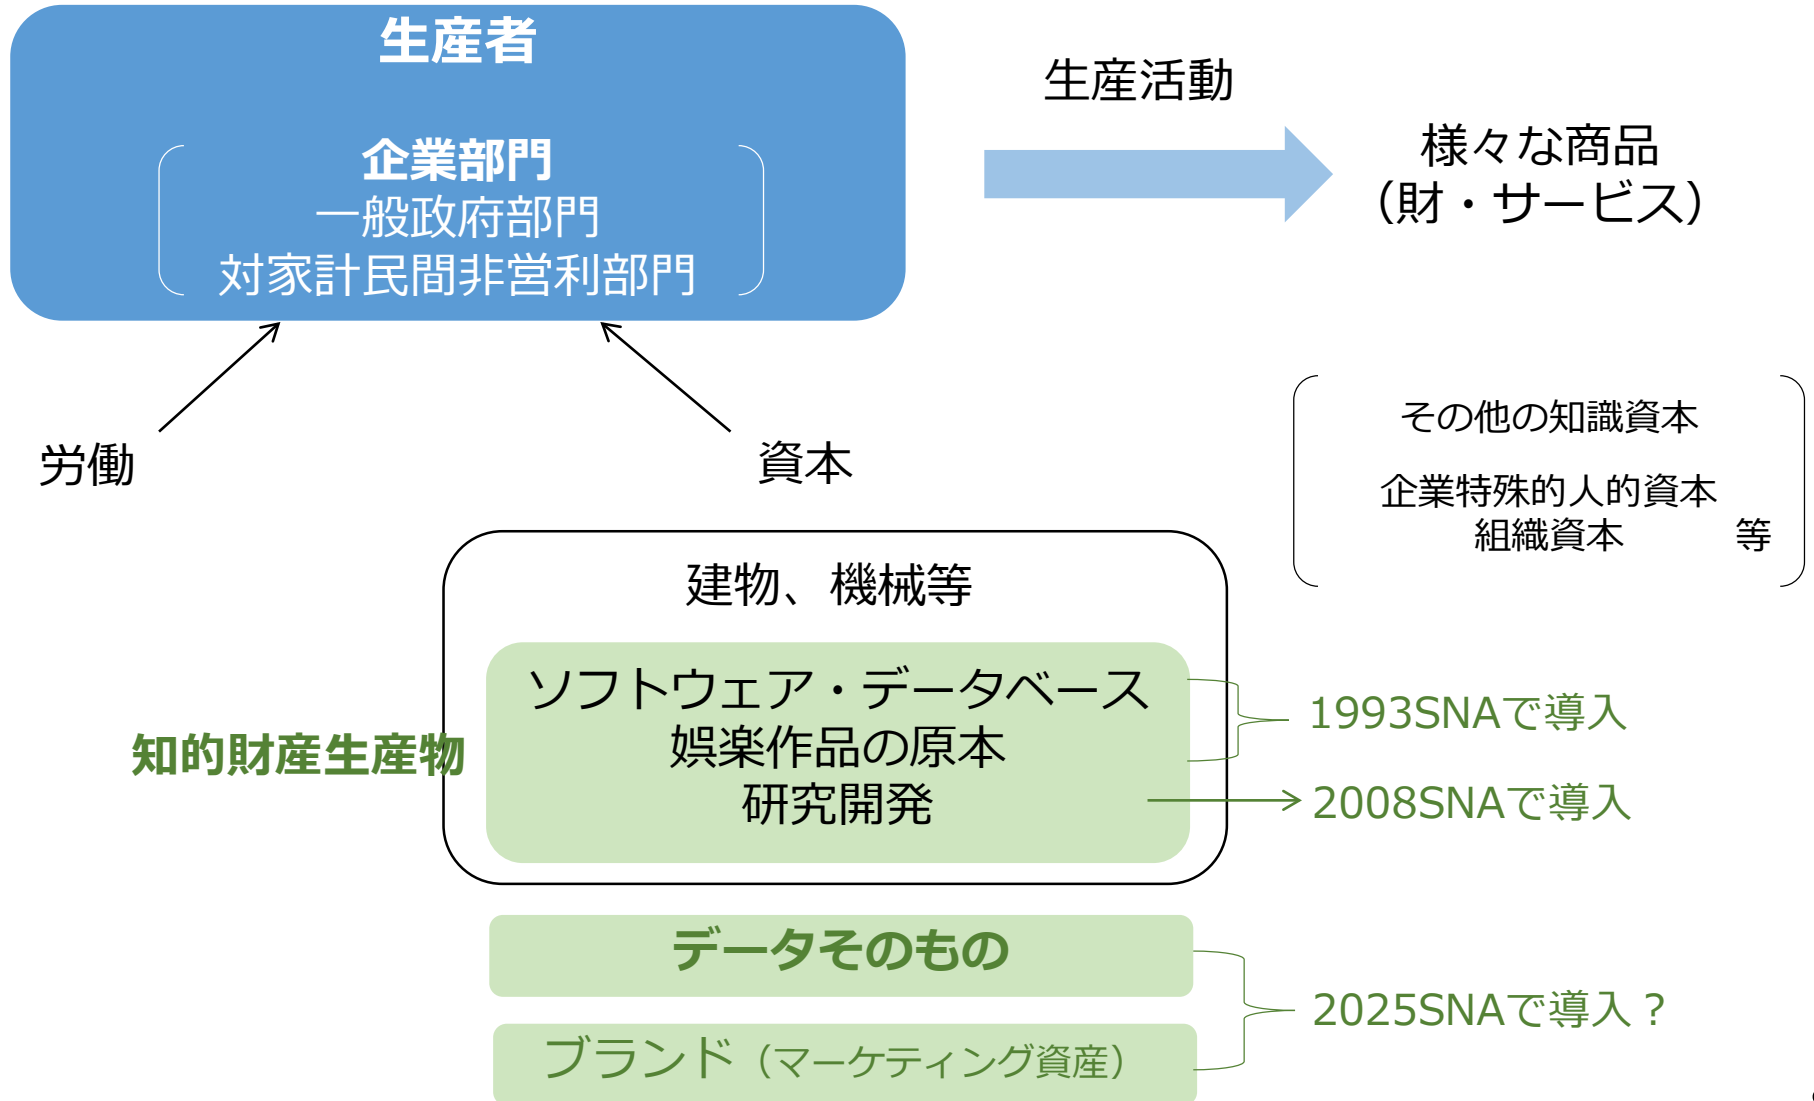 生産者
企業部門
一般政府部門
対家計民間非営利部門
生産活動
様々な商品
（財・サービス）
労働
資本
その他の知識資本
企業特殊的人的資本
組織資本 等
建物、機械等
ソフトウェア・データベース
娯楽作品の原本
研究開発
知的財産生産物
1993SNAで導入
2008SNAで導入
データそのもの
ブランド（マーケティング資産）
2025SNAで導入？